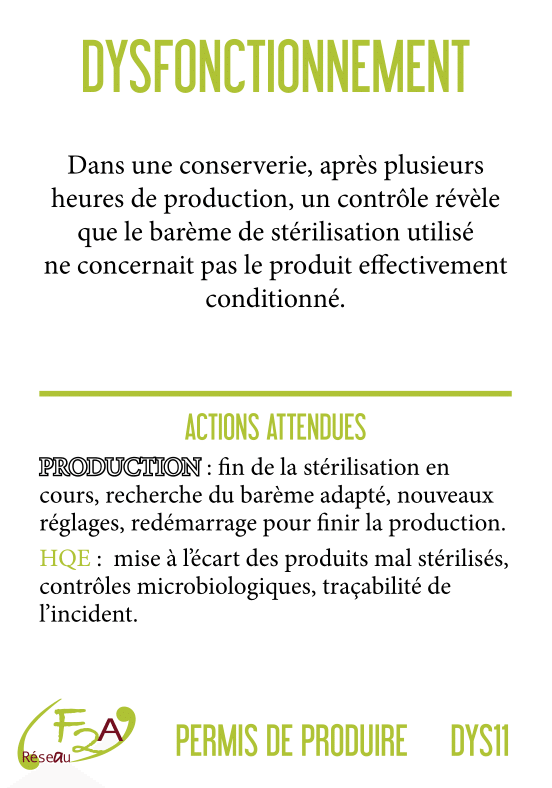 DYSFONCTIONNEMENT
Dans une conserverie, après plusieurs
heures de production, un contrôle révèle
que le barème de stérilisation utilisé
ne concernait pas le produit effectivement
conditionné.
ACTIONS ATTENDUES
PRODUCTION : fin de la stérilisation en
cours, recherche du barème adapté, nouveaux
réglages, redémarrage pour finir la production.
HQE : mise à l'écart des produits mal stérilisés,
contrôles microbiologiques, traçabilité de
l'incident.
F2A
Réseau
PERMIS DE PRODUIRE DYS11